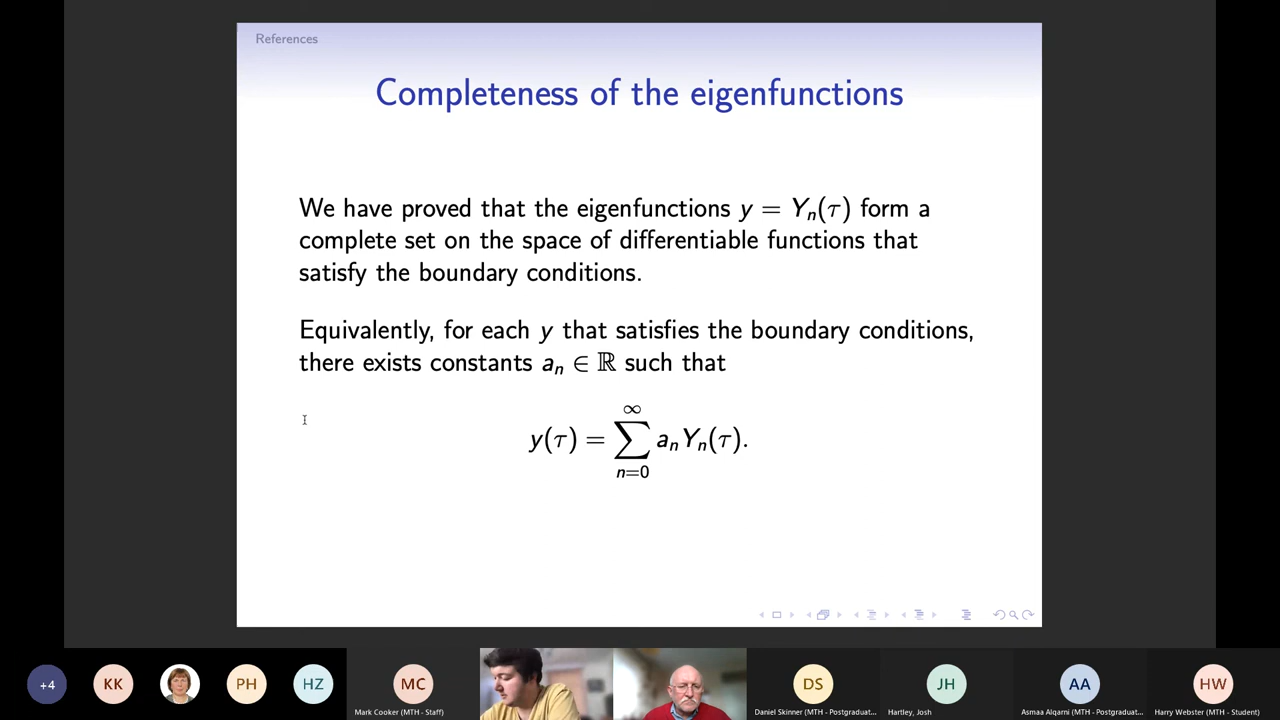 References
Completeness of the eigenfunctions
We have proved that the eigenfunctions y = Yₙ(τ) form a
complete set on the space of differentiable functions that
satisfy the boundary conditions.
Equivalently, for each y that satisfies the boundary conditions,
there exists constants aₙ ∈ ℝ such that
y(τ) = ∑_{n=0}^{∞} aₙYₙ(τ).
+4
KK
PH
HZ
MC
DS
JH
AA
HW
Mark Cooker (MTH - Staff)
Daniel Skinner (MTH - Postgraduat...
Hartley, Josh
Asmaa Alqarni (MTH - Postgraduat...
Harry Webster (MTH - Student)